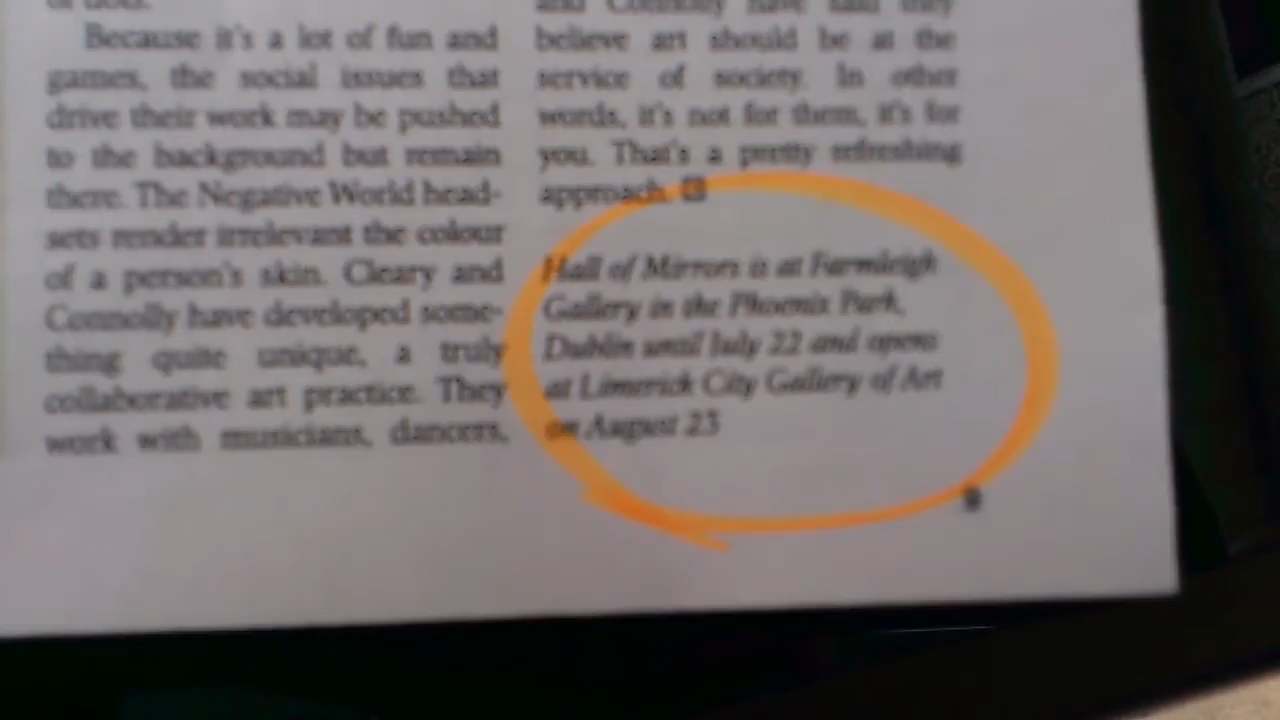 Because it's a lot of fun and
games, the social issues that
drive their work may be pushed
to the background but remain
there. The Negative World head-
sets render irrelevant the colour
of a person's skin. Cleary and
Connolly have developed some-
thing quite unique, a truly
collaborative art practice. They
work with musicians, dancers,
and Connolly have said they
believe art should be at the
service of society. In other
words, it's not for them, it's for
you. That's a pretty refreshing
approach.
Hall of Mirrors is at Farmleigh
Gallery in the Phoenix Park,
Dublin until July 22 and opens
at Limerick City Gallery of Art
on August 23